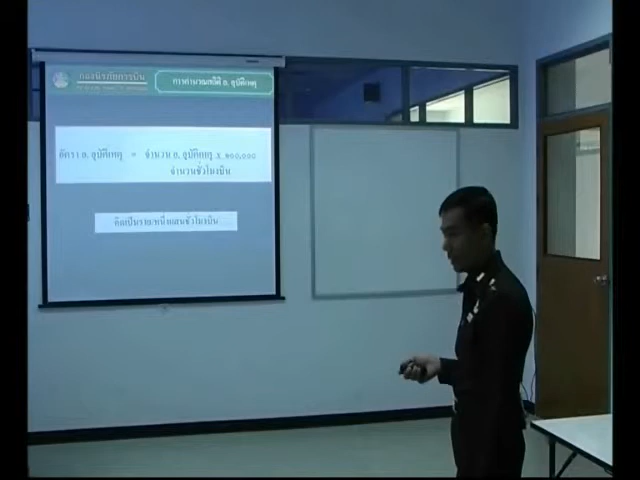 กองนิรภัยการบิน
การคำนวณสถิติ อ.อุบัติเหตุ
อัตรา อ.อุบัติเหตุ = จำนวน อ.อุบัติเหตุ x ๑๐๐,๐๐๐
จำนวนชั่วโมงบิน
คิดเป็นราย/หนึ่งแสนชั่วโมงบิน